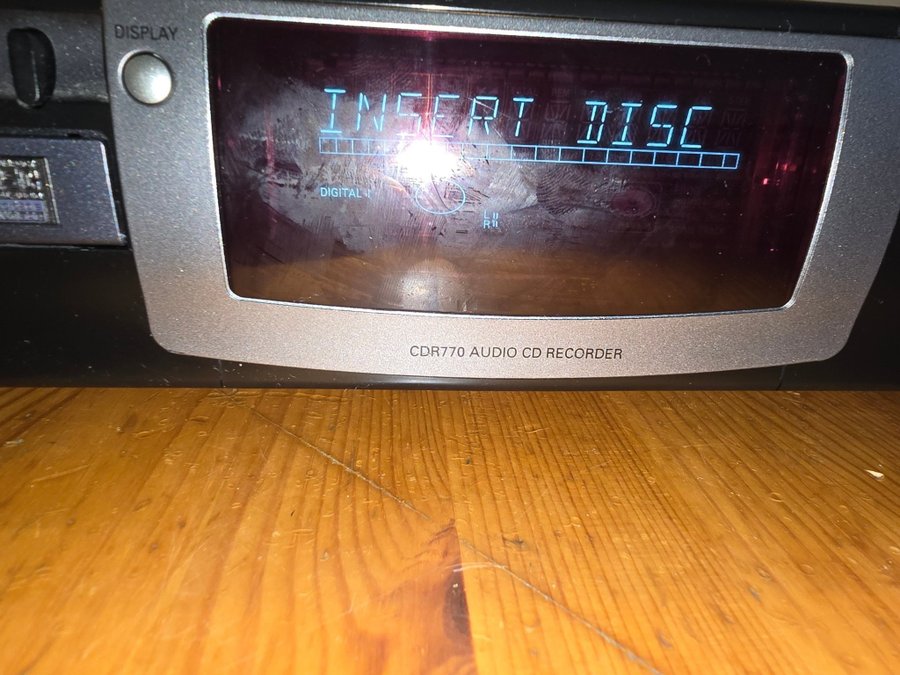 DISPLAY
INSERT DISC
DIGITAL I
L
R
CDR770 AUDIO CD RECORDER